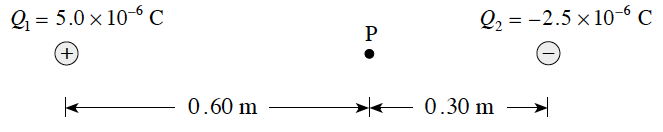 Q₁ = 5.0 × 10⁻⁶ C
Q₂ = −2.5 × 10⁻⁶ C
P
+
−
0.60 m
0.30 m